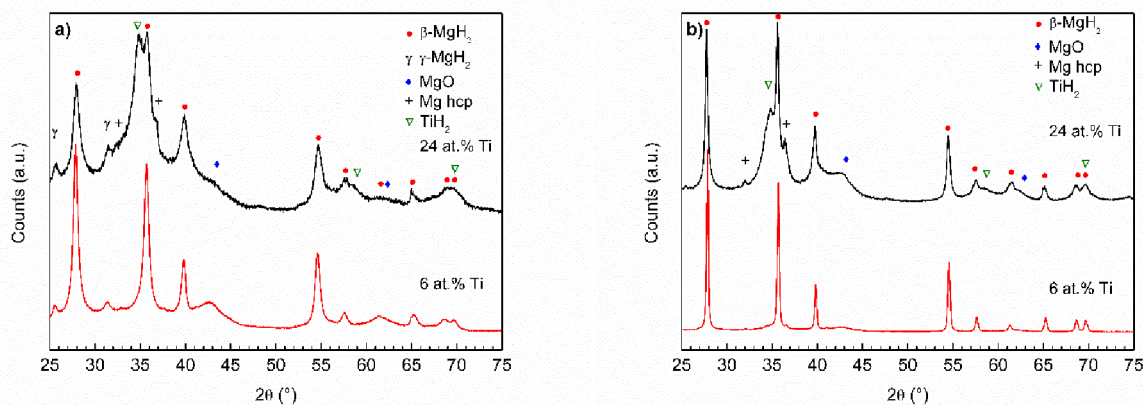 a)
β-MgH₂
γ γ-MgH₂
MgO
+ Mg hcp
TiH₂
24 at.% Ti
γ
γ +
+
6 at.% Ti
Counts (a.u.)
25 30 35 40 45 50 55 60 65 70 75
2θ (°)
b)
β-MgH₂
MgO
+ Mg hcp
TiH₂
24 at.% Ti
+
+
6 at.% Ti
Counts (a.u.)
25 30 35 40 45 50 55 60 65 70 75
2θ (°)